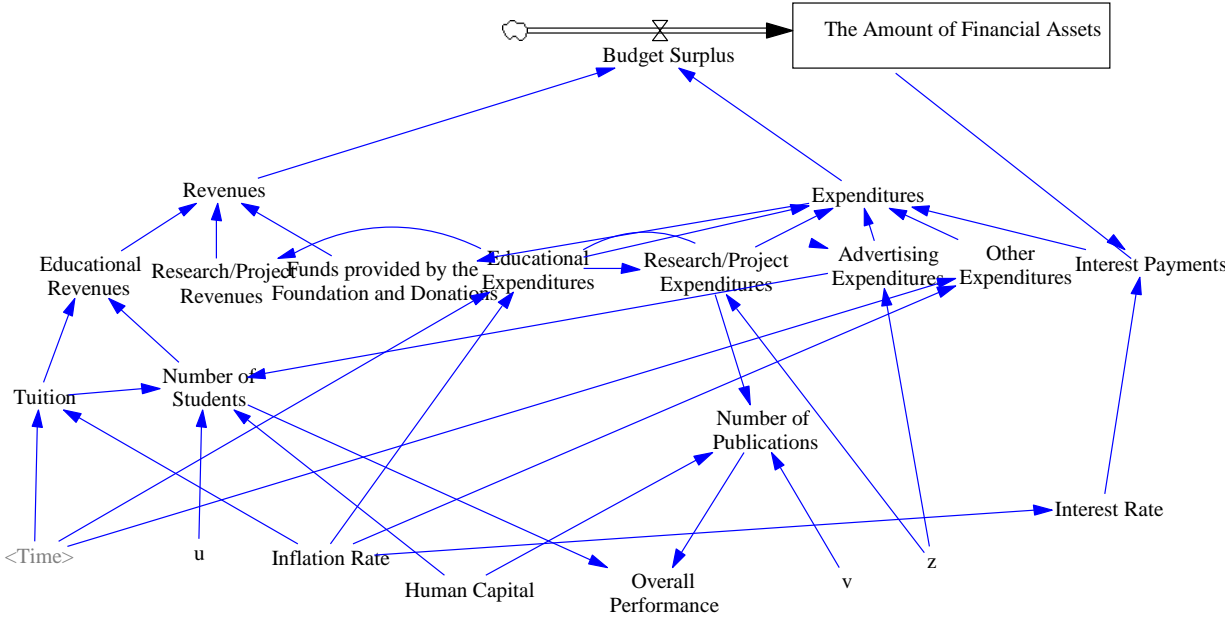 The Amount of Financial Assets
Budget Surplus
Revenues
Expenditures
Educational
Revenues
Research/Project
Revenues
Funds provided by the
Foundation and Donations
Educational
Expenditures
Research/Project
Expenditures
Advertising
Expenditures
Other
Expenditures
Interest Payments
Tuition
Number of
Students
Number of
Publications
Interest Rate
<Time>
u
Inflation Rate
Human Capital
Overall
Performance
v
z